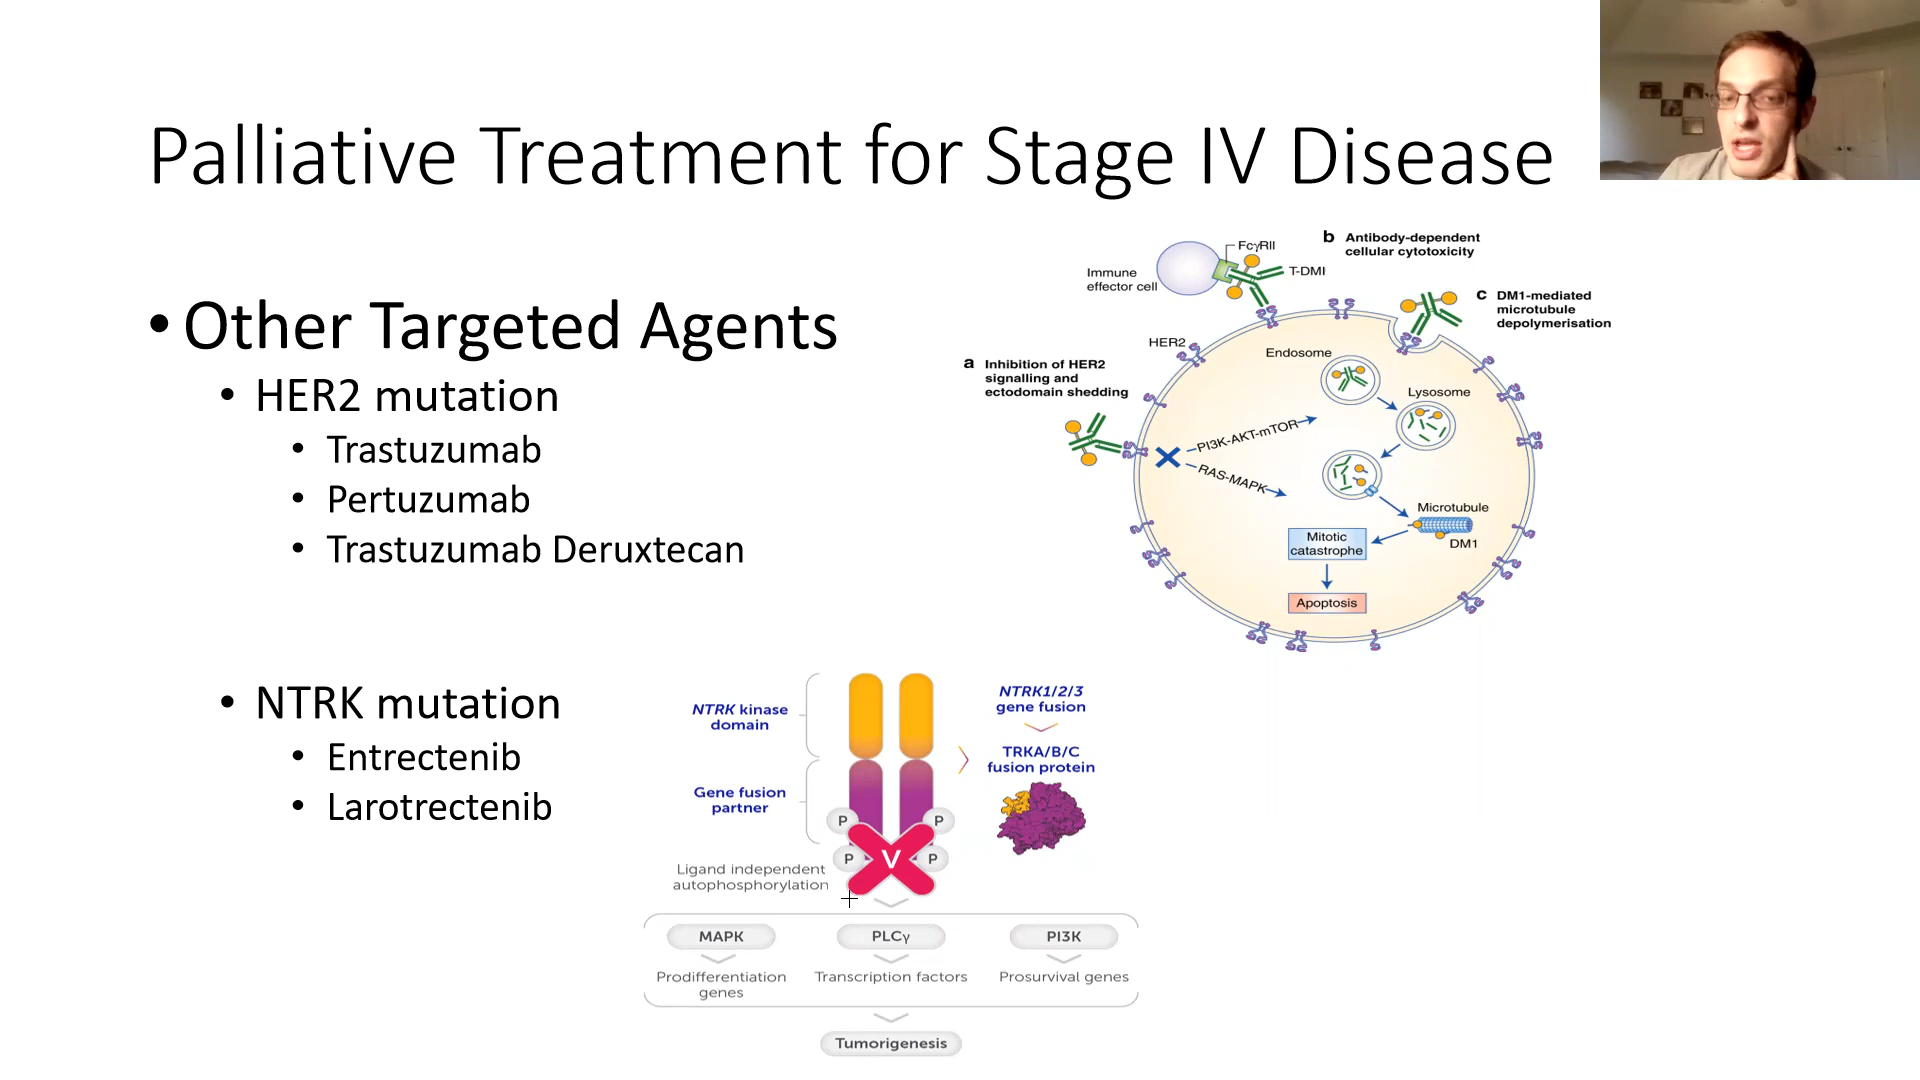 Palliative Treatment for Stage IV Disease
• Other Targeted Agents
• HER2 mutation
• Trastuzumab
• Pertuzumab
• Trastuzumab Deruxtecan
• NTRK mutation
• Entrectenib
• Larotrectenib
b Antibody-dependent
cellular cytotoxicity
FcγRII
T-DMI
Immune
effector cell
c DM1-mediated
microtubule
depolymerisation
HER2
Endosome
a Inhibition of HER2
signalling and
ectodomain shedding
Lysosome
PI3K-AKT-mTOR
RAS-MAPK
Microtubule
DM1
Mitotic
catastrophe
Apoptosis
NTRK kinase
domain
Gene fusion
partner
NTRK1/2/3
gene fusion
TRKA/B/C
fusion protein
P
P
P
V
P
Ligand independent
autophosphorylation
MAPK
PLCγ
PI3K
Prodifferentiation
genes
Transcription factors
Prosurvival genes
Tumorigenesis